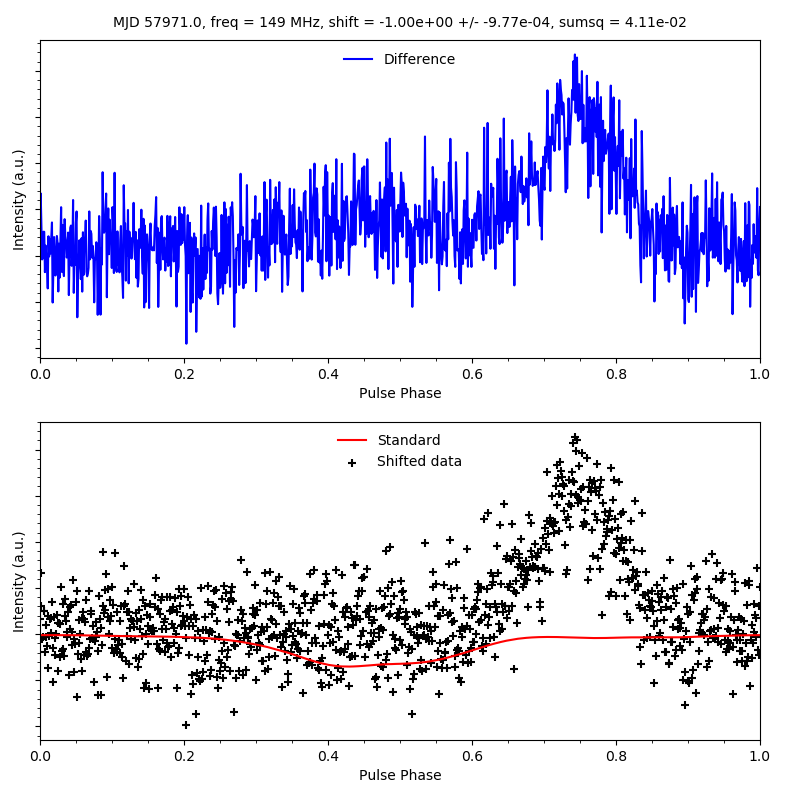 MJD 57971.0, freq = 149 MHz, shift = -1.00e+00 +/- -9.77e-04, sumsq = 4.11e-02
Difference
Intensity (a.u.)
0.0 0.2 0.4 0.6 0.8 1.0
Pulse Phase
Standard
Shifted data
Intensity (a.u.)
0.0 0.2 0.4 0.6 0.8 1.0
Pulse Phase